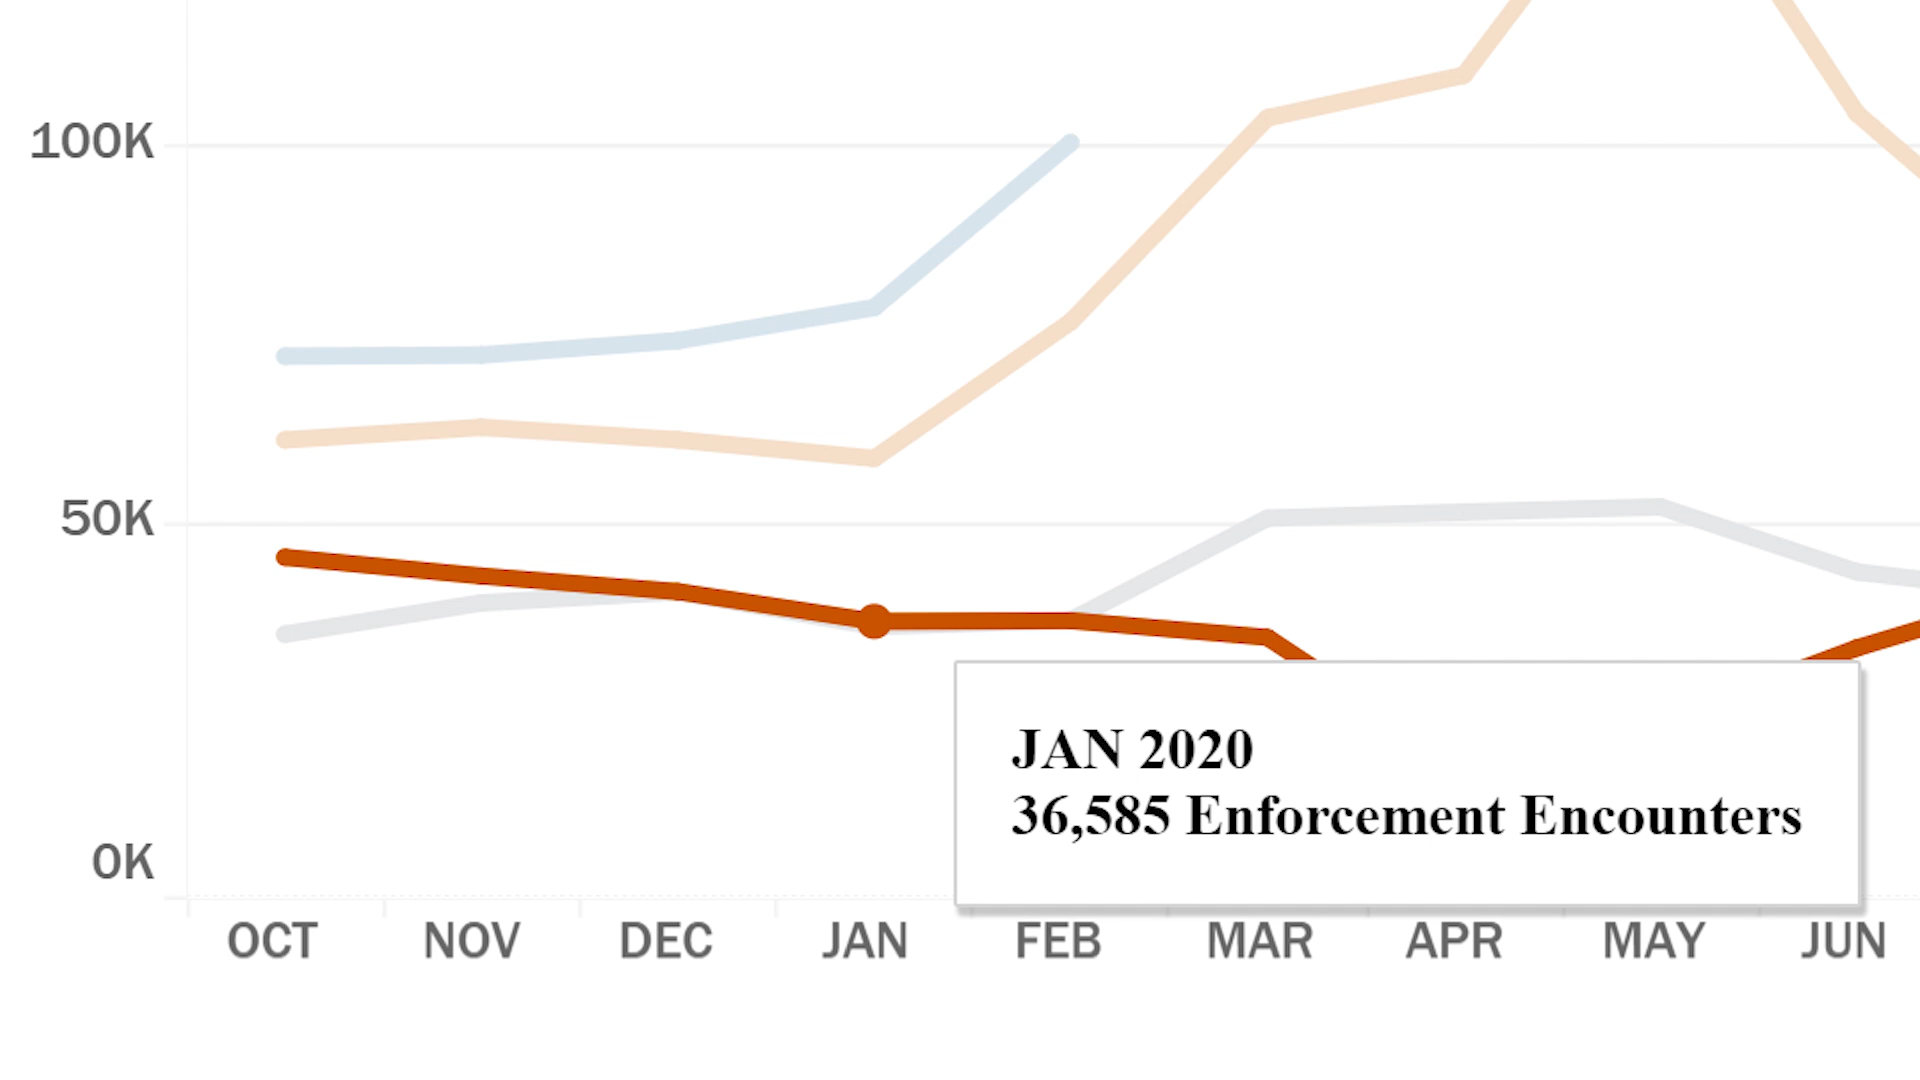 100K
50K
0K
JAN 2020
36,585 Enforcement Encounters
OCT NOV DEC JAN FEB MAR APR MAY JUN